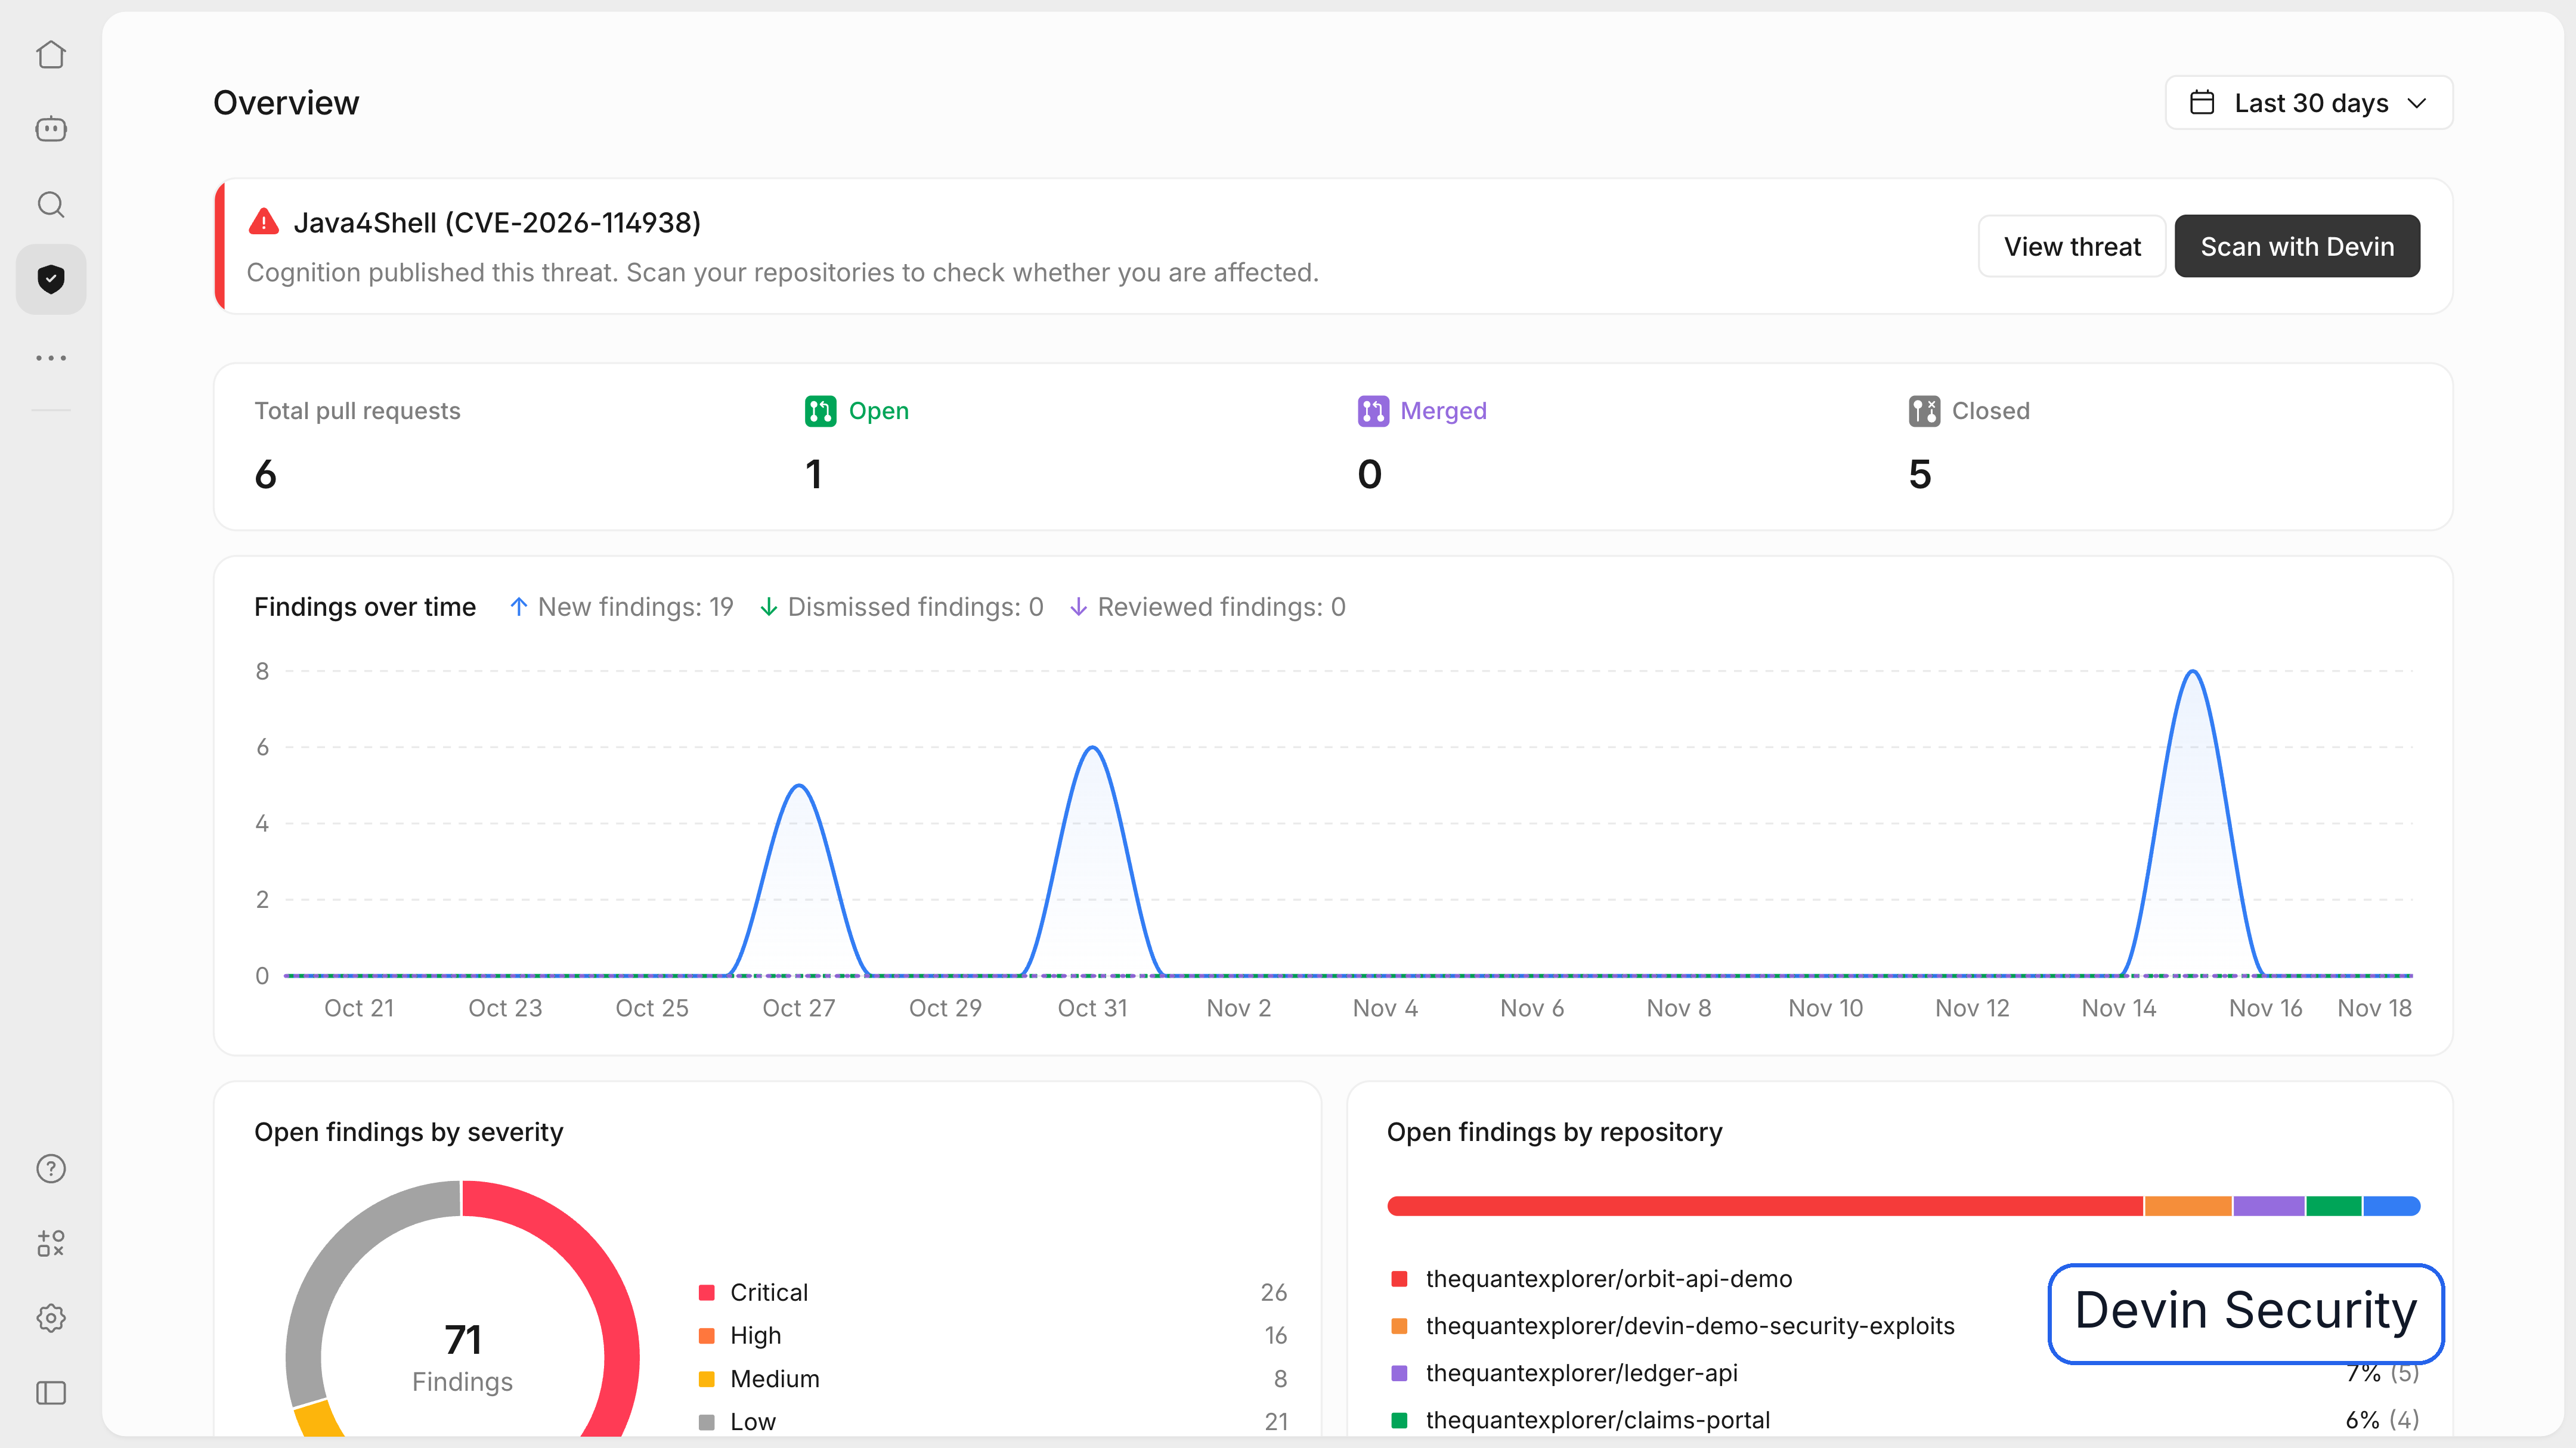 Overview
Last 30 days
Java4Shell (CVE-2026-114938)
Cognition published this threat. Scan your repositories to check whether you are affected.
View threat
Scan with Devin
Total pull requests
Open
Merged
Closed
6
1
0
5
Findings over time
New findings: 19
Dismissed findings: 0
Reviewed findings: 0
8
6
4
2
0
Oct 21
Oct 23
Oct 25
Oct 27
Oct 29
Oct 31
Nov 2
Nov 4
Nov 6
Nov 8
Nov 10
Nov 12
Nov 14
Nov 16
Nov 18
Open findings by severity
71
Findings
Critical 26
High 16
Medium 8
Low 21
Open findings by repository
thequantexplorer/orbit-api-demo
thequantexplorer/devin-demo-security-exploits
thequantexplorer/ledger-api 7% (5)
thequantexplorer/claims-portal 6% (4)
Devin Security